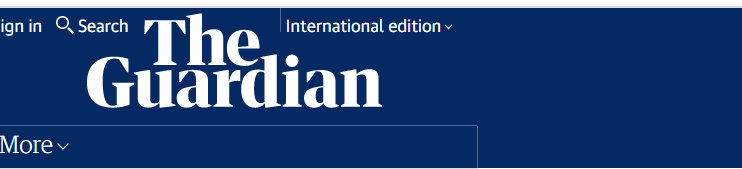 ign in Search International edition
The
Guardian
More